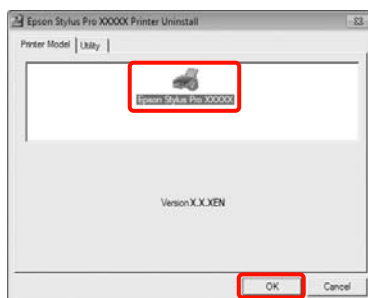 Epson Stylus Pro XXXXX Printer Uninstall
Printer Model Utility
Epson Stylus Pro XXXXX
Version X.X.XEN
OK Cancel